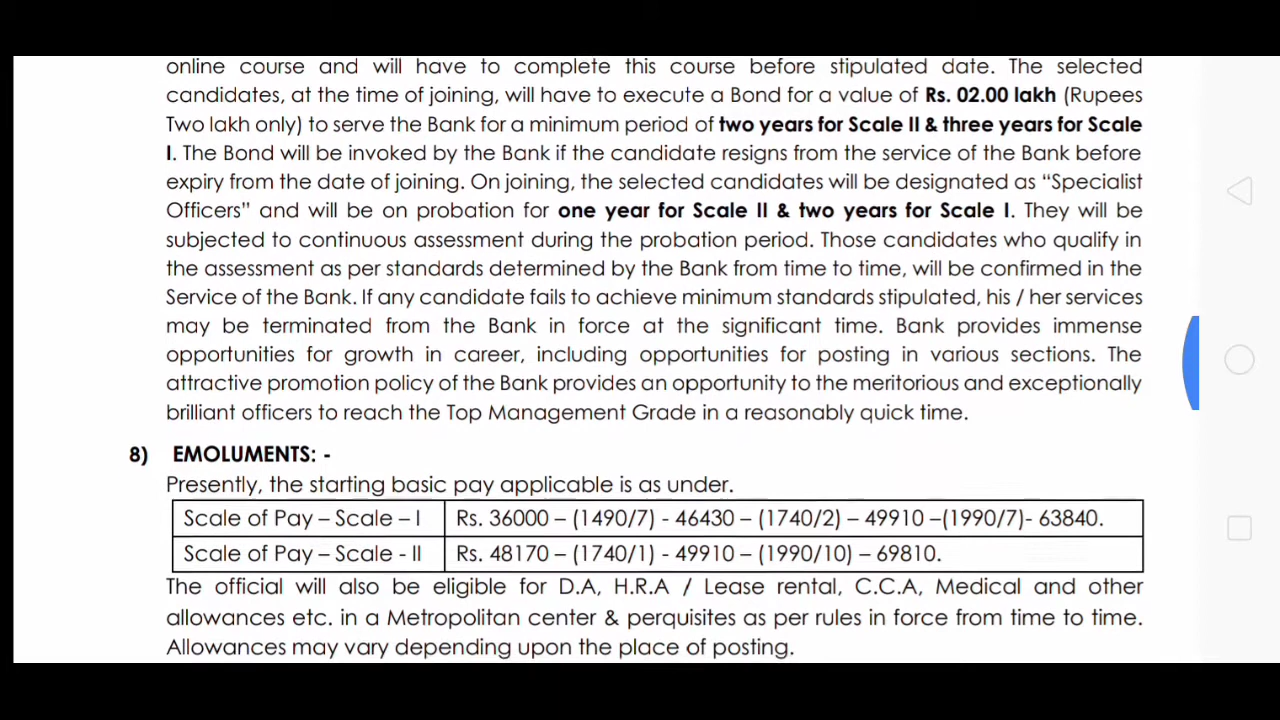 online course and will have to complete this course before stipulated date. The selected
candidates, at the time of joining, will have to execute a Bond for a value of Rs. 02.00 lakh (Rupees
Two lakh only) to serve the Bank for a minimum period of two years for Scale II & three years for Scale
I. The Bond will be invoked by the Bank if the candidate resigns from the service of the Bank before
expiry from the date of joining. On joining, the selected candidates will be designated as “Specialist
Officers” and will be on probation for one year for Scale II & two years for Scale I. They will be
subjected to continuous assessment during the probation period. Those candidates who qualify in
the assessment as per standards determined by the Bank from time to time, will be confirmed in the
Service of the Bank. If any candidate fails to achieve minimum standards stipulated, his / her services
may be terminated from the Bank in force at the significant time. Bank provides immense
opportunities for growth in career, including opportunities for posting in various sections. The
attractive promotion policy of the Bank provides an opportunity to the meritorious and exceptionally
brilliant officers to reach the Top Management Grade in a reasonably quick time.
8) EMOLUMENTS: -
Presently, the starting basic pay applicable is as under.
Scale of Pay – Scale – I Rs. 36000 – (1490/7) - 46430 – (1740/2) – 49910 –(1990/7)- 63840.
Scale of Pay – Scale - II Rs. 48170 – (1740/1) - 49910 – (1990/10) – 69810.
The official will also be eligible for D.A, H.R.A / Lease rental, C.C.A, Medical and other
allowances etc. in a Metropolitan center & perquisites as per rules in force from time to time.
Allowances may vary depending upon the place of posting.